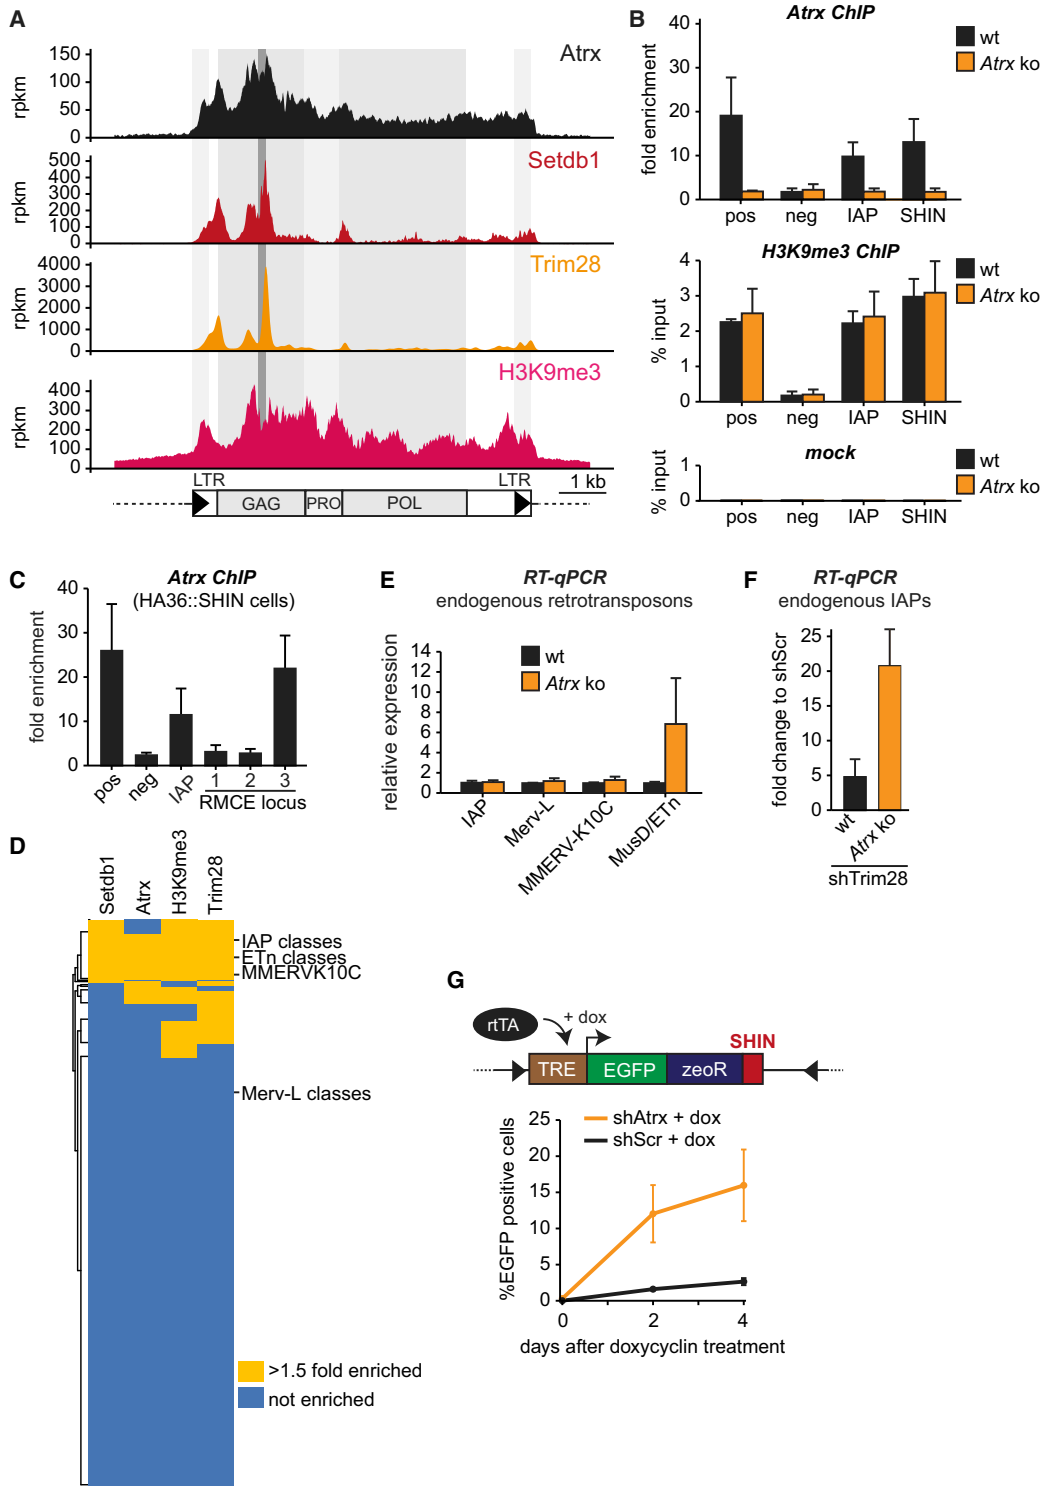 A
150
100
50
0
rpkm
Atrx
500
400
300
200
100
0
rpkm
Setdb1
4000
3000
2000
1000
0
rpkm
Trim28
400
300
200
100
0
rpkm
H3K9me3
LTR
LTR
GAG
PRO
POL
1 kb
B
Atrx ChIP
40
30
20
10
0
fold enrichment
wt
Atrx ko
pos
neg
IAP
SHIN
H3K9me3 ChIP
4
3
2
1
0
% input
wt
Atrx ko
pos
neg
IAP
SHIN
mock
1
0
% input
wt
Atrx ko
pos
neg
IAP
SHIN
C
Atrx ChIP
(HA36::SHIN cells)
40
30
20
10
0
fold enrichment
pos
neg
IAP
1
2
3
RMCE locus
E
RT-qPCR
endogenous retrotransposons
14
12
10
8
6
4
2
0
relative expression
wt
Atrx ko
IAP
Merv-L
MMERV-K10C
MusD/ETn
F
RT-qPCR
endogenous IAPs
25
20
15
10
5
0
fold change to shScr
wt
Atrx ko
shTrim28
D
Setdb1
Atrx
H3K9me3
Trim28
IAP classes
ETn classes
MMERVK10C
Merv-L classes
>1.5 fold enriched
not enriched
G
rtTA
+ dox
SHIN
TRE
EGFP
zeoR
25
20
15
10
5
0
%EGFP positive cells
shAtrx + dox
shScr + dox
0
2
4
days after doxycyclin treatment